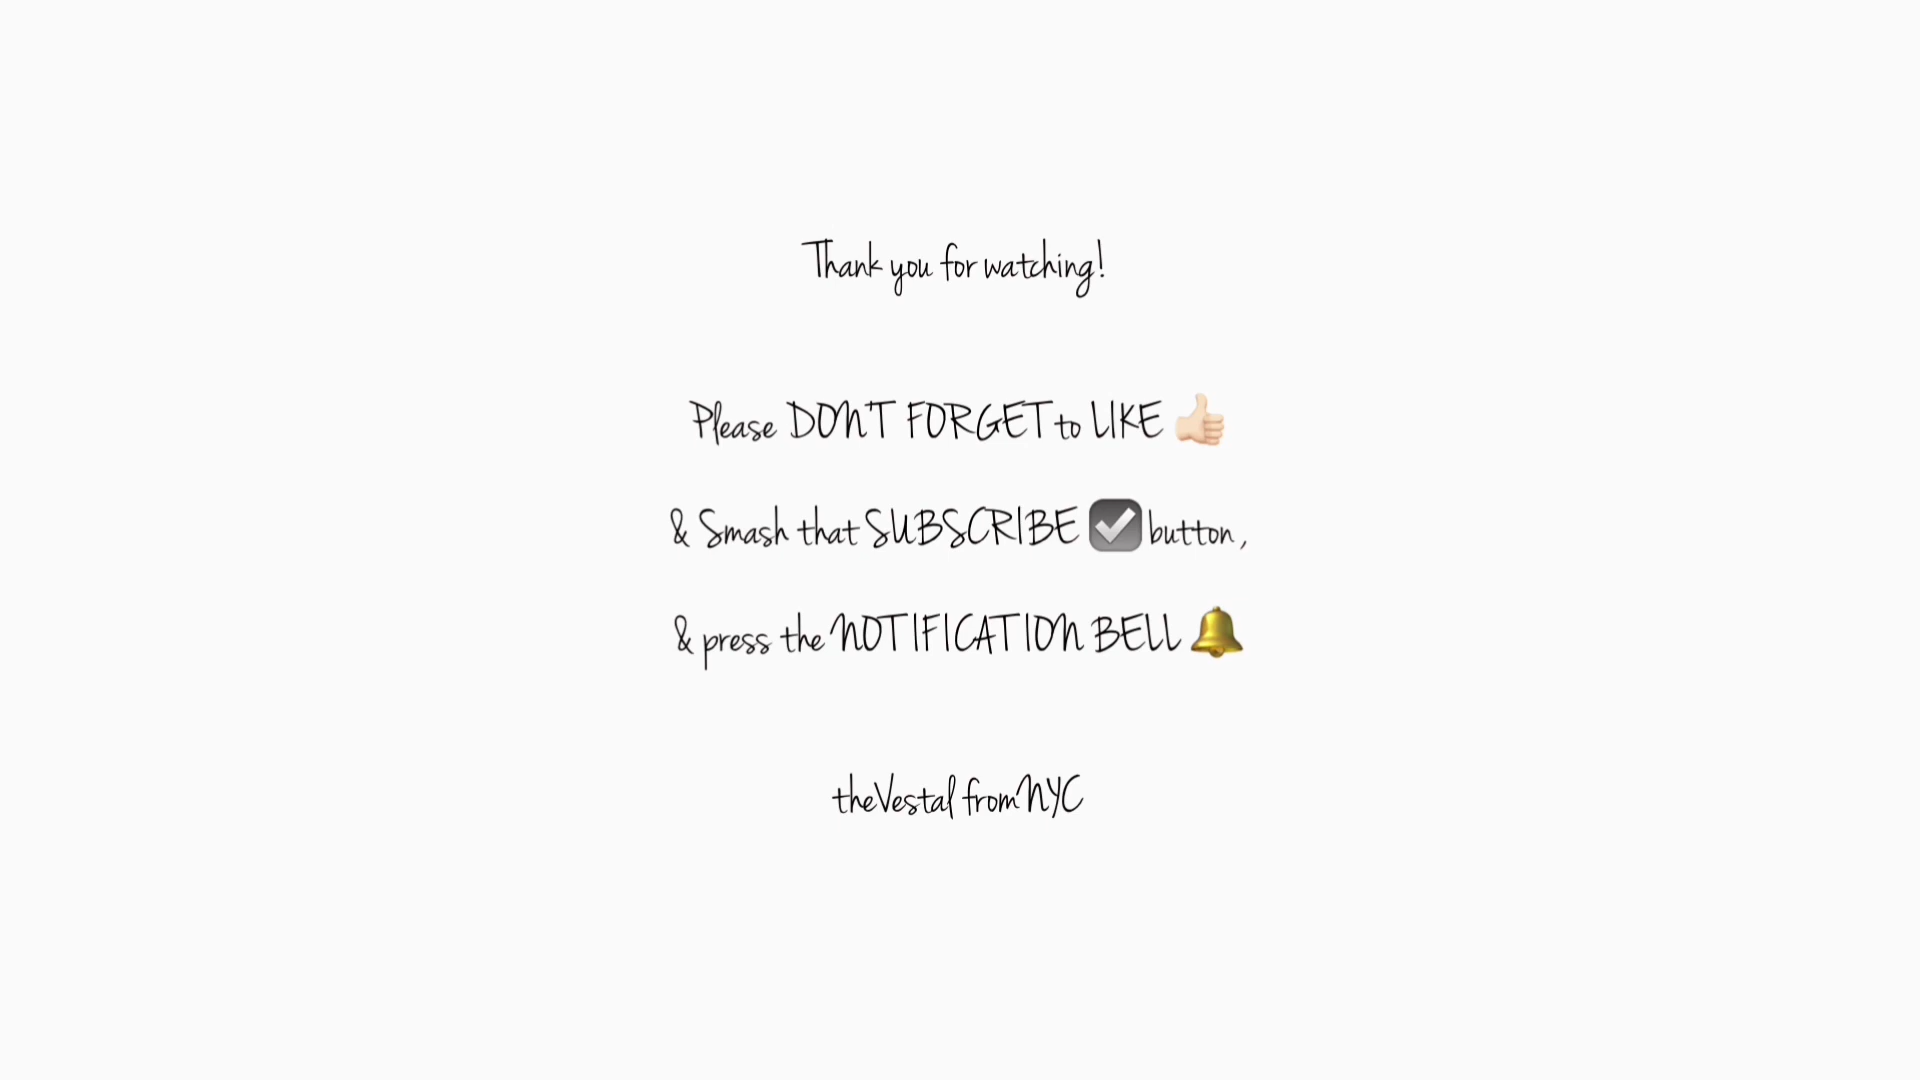 Thank you for watching!
Please DON'T FORGET to LIKE 👍🏻
& Smash that SUBSCRIBE ☑️ button,
& press the NOTIFICATION BELL 🔔
theVestal fromNYC